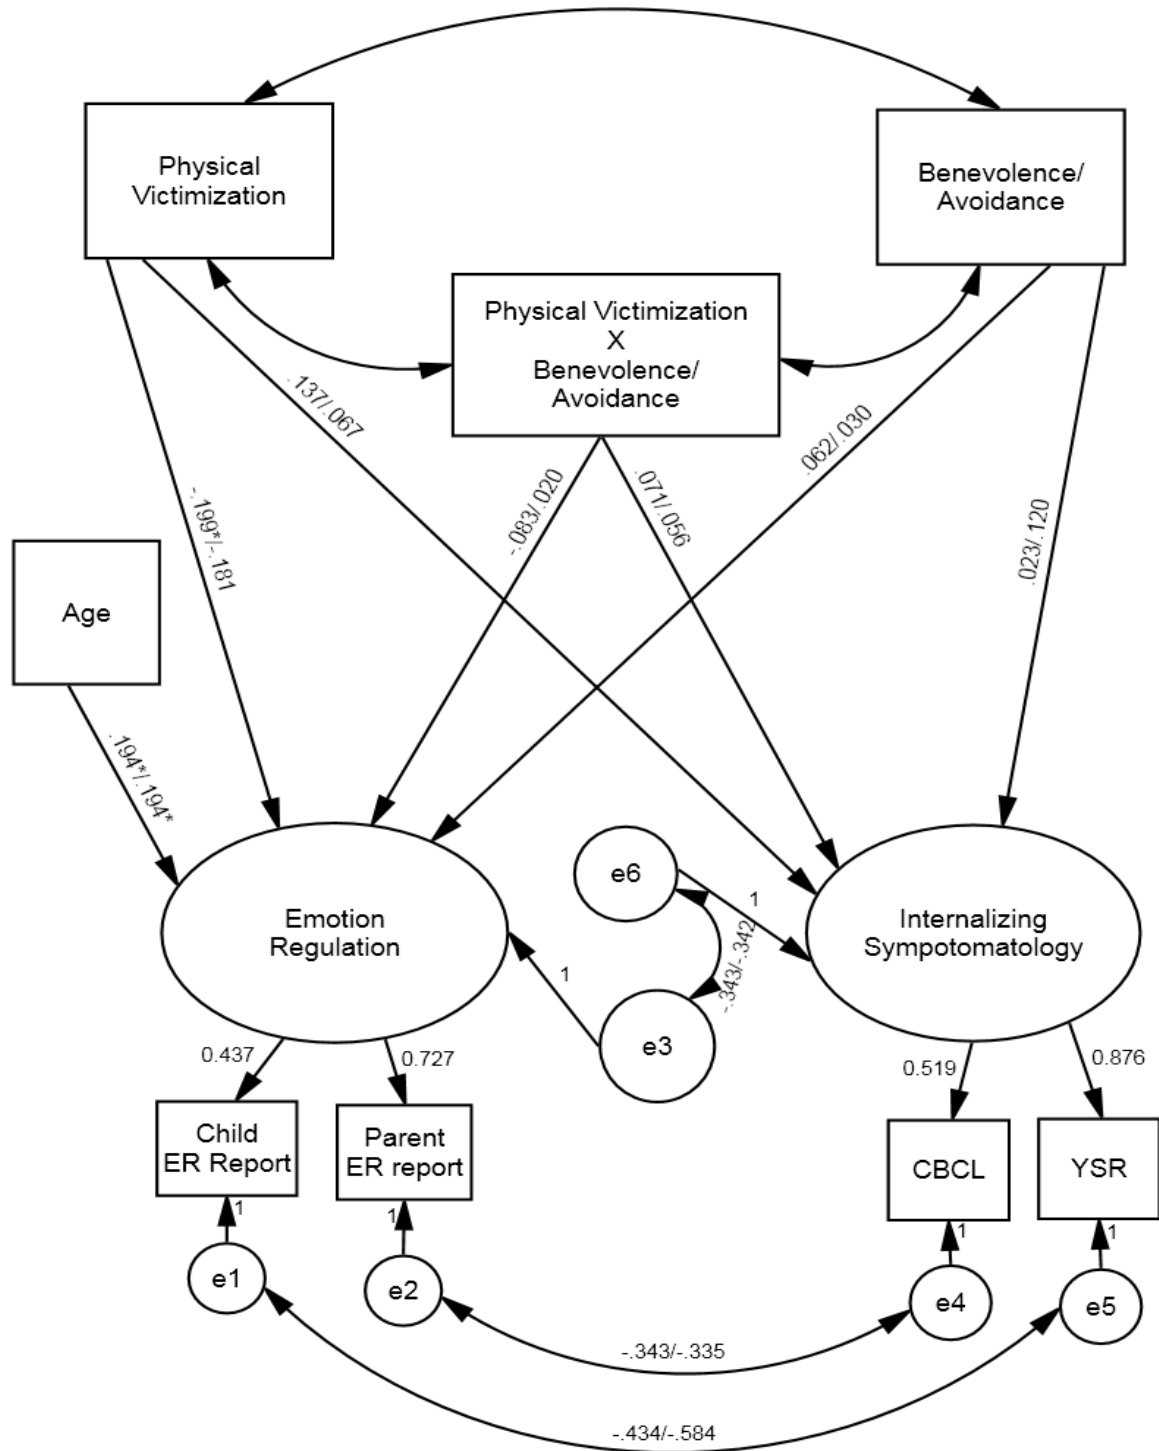 Physical
Victimization
Benevolence/
Avoidance
Physical Victimization
X
Benevolence/
Avoidance
.137/.067
.062/.030
-.199*/-.181
-.083/.020
.071/.056
.023/.120
Age
.194*/.194*
Emotion
Regulation
e6
1
-.343/-.342
Internalizing
Sympotomatology
1
e3
0.437
0.727
0.519
0.876
Child
ER Report
Parent
ER report
CBCL
YSR
1
1
1
1
e1
e2
e4
e5
-.343/-.335
-.434/-.584